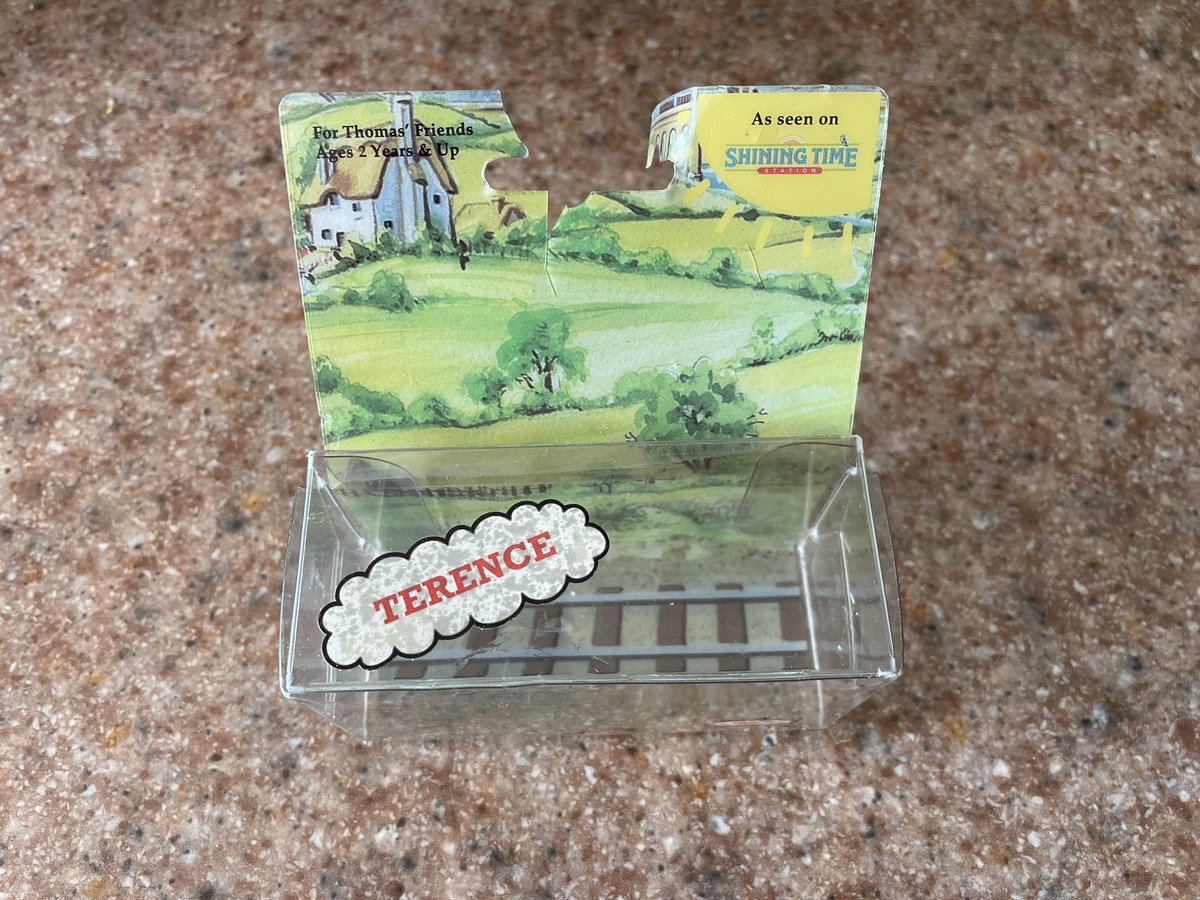 For Thomas' Friends
Ages 2 Years & Up
As seen on
SHINING TIME
STATION
TERENCE